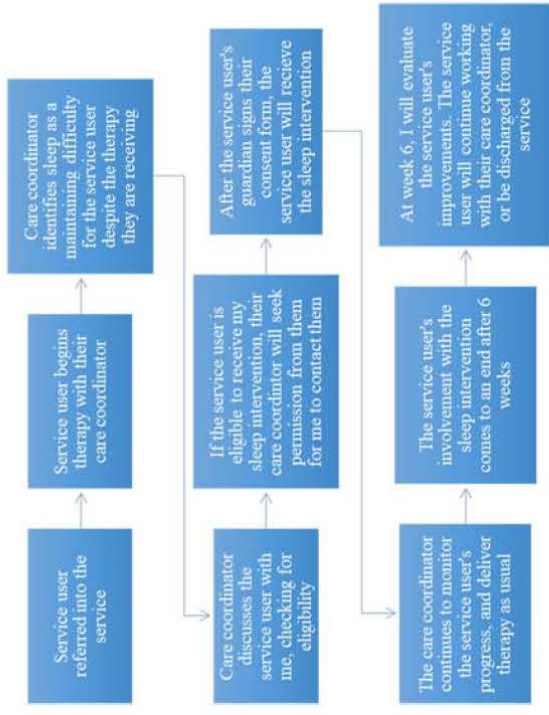 Service user
referred into the
service
Service user begins
therapy with their
care coordinator
Care coordinator
identifies sleep as a
maintaining difficulty
for the service user
despite the therapy
they are receiving
Care coordinator
discusses the
service user with
me, checking for
eligibility
If the service user is
eligible to receive my
sleep intervention, their
care coordintor will seek
permission from them
for me to contact them
After the service user's
guardian signs their
consent form, the
service user will recieve
the sleep intervention
The care coordinator
continues to monitor
the service user's
progress, and deliver
therapy as usual
The service user's
involvement with the
sleep intervention
comes to an end after 6
weeks
At week 6, I will evaluate
the service user's
improvements. The service
user will continue working
with their care coordinator,
or be discharged from the
service